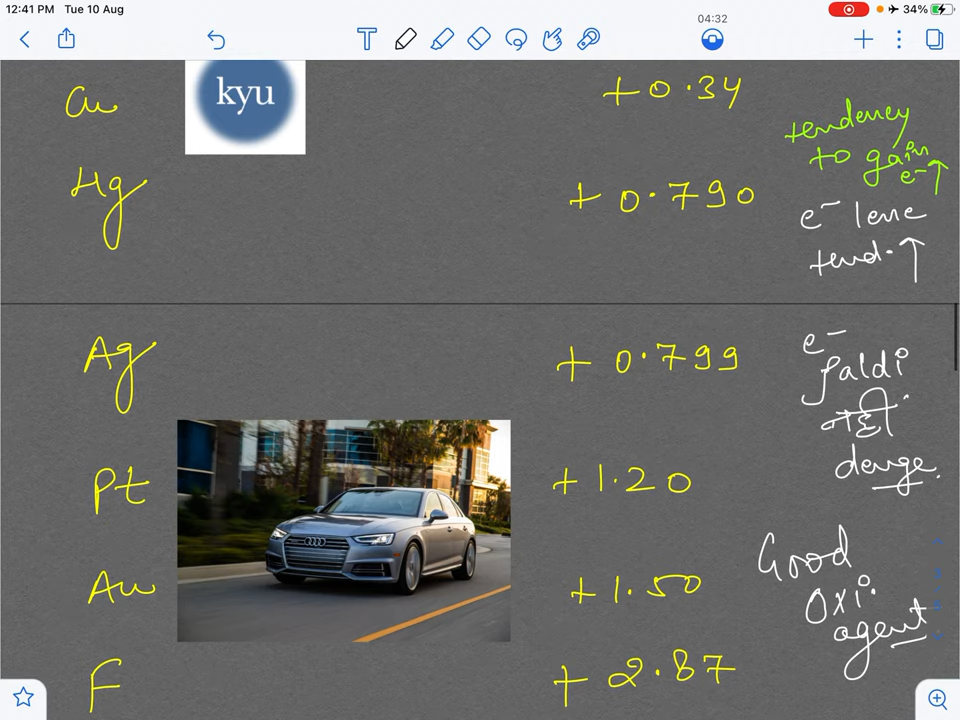 12:41 PM Tue 10 Aug
04:32
34%
T
Cu kyu +0.34
tendency
to gain
e-↑
Hg +0.790
e- lene
tend.↑
Ag +0.799
e-
jaldi
नही
denge.
Pt +1.20
Au +1.50
Good
Oxi.
agent
F +2.87